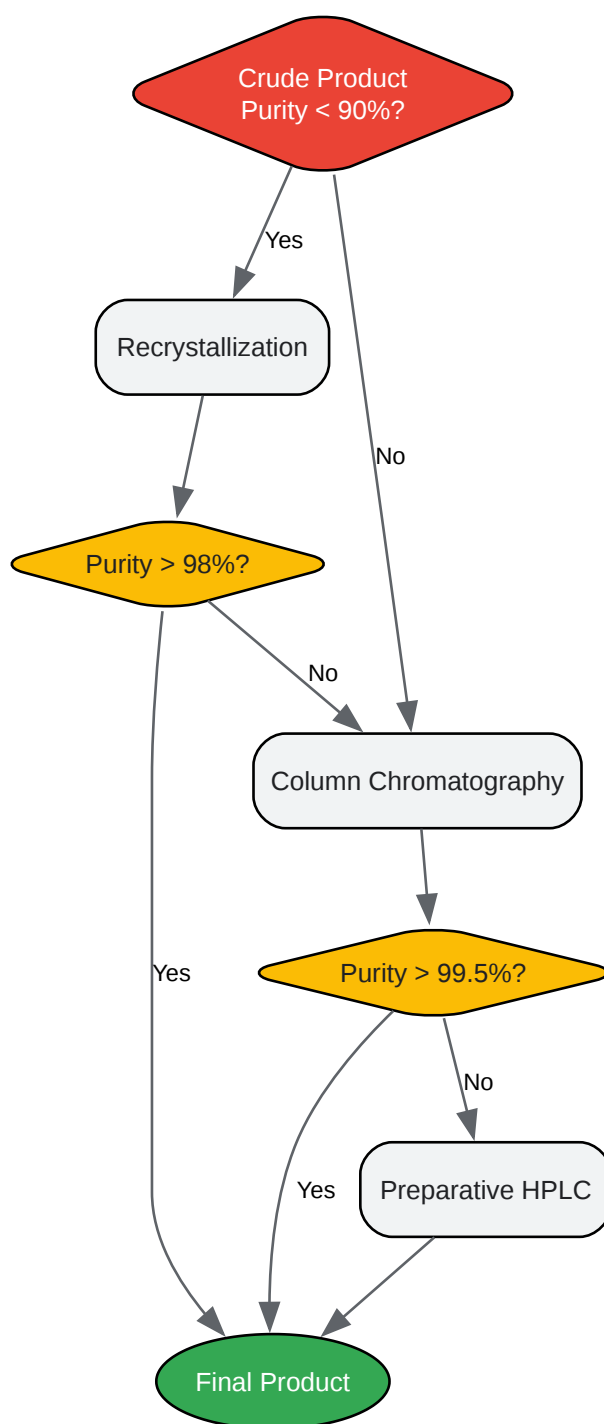 Crude Product
Purity < 90%?
Yes
Recrystallization
No
Purity > 98%?
No
Column Chromatography
Yes
Purity > 99.5%?
No
Yes
Preparative HPLC
Final Product